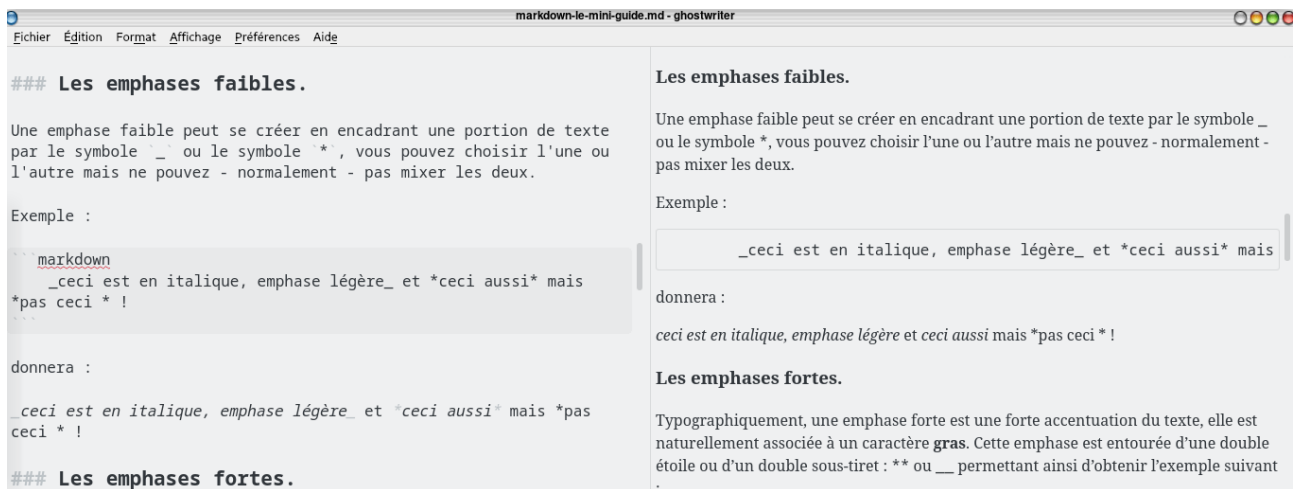 markdown-le-mini-guide.md - ghostwriter
Fichier Édition Format Affichage Préférences Aide
### Les emphases faibles.
Une emphase faible peut se créer en encadrant une portion de texte
par le symbole `_` ou le symbole `*`, vous pouvez choisir l'une ou
l'autre mais ne pouvez - normalement - pas mixer les deux.
Exemple :
```markdown
_ceci est en italique, emphase légère_ et *ceci aussi* mais
*pas ceci * !
```
donnera :
_ceci est en italique, emphase légère_ et *ceci aussi* mais *pas
ceci * !
### Les emphases fortes.
Les emphases faibles.
Une emphase faible peut se créer en encadrant une portion de texte par le symbole _
ou le symbole *, vous pouvez choisir l’une ou l’autre mais ne pouvez - normalement -
pas mixer les deux.
Exemple :
_ceci est en italique, emphase légère_ et *ceci aussi* mais
donnera :
ceci est en italique, emphase légère et ceci aussi mais *pas ceci * !
Les emphases fortes.
Typographiquement, une emphase forte est une forte accentuation du texte, elle est
naturellement associée à un caractère gras. Cette emphase est entourée d’une double
étoile ou d’un double sous-tiret : ** ou __ permettant ainsi d’obtenir l’exemple suivant
: